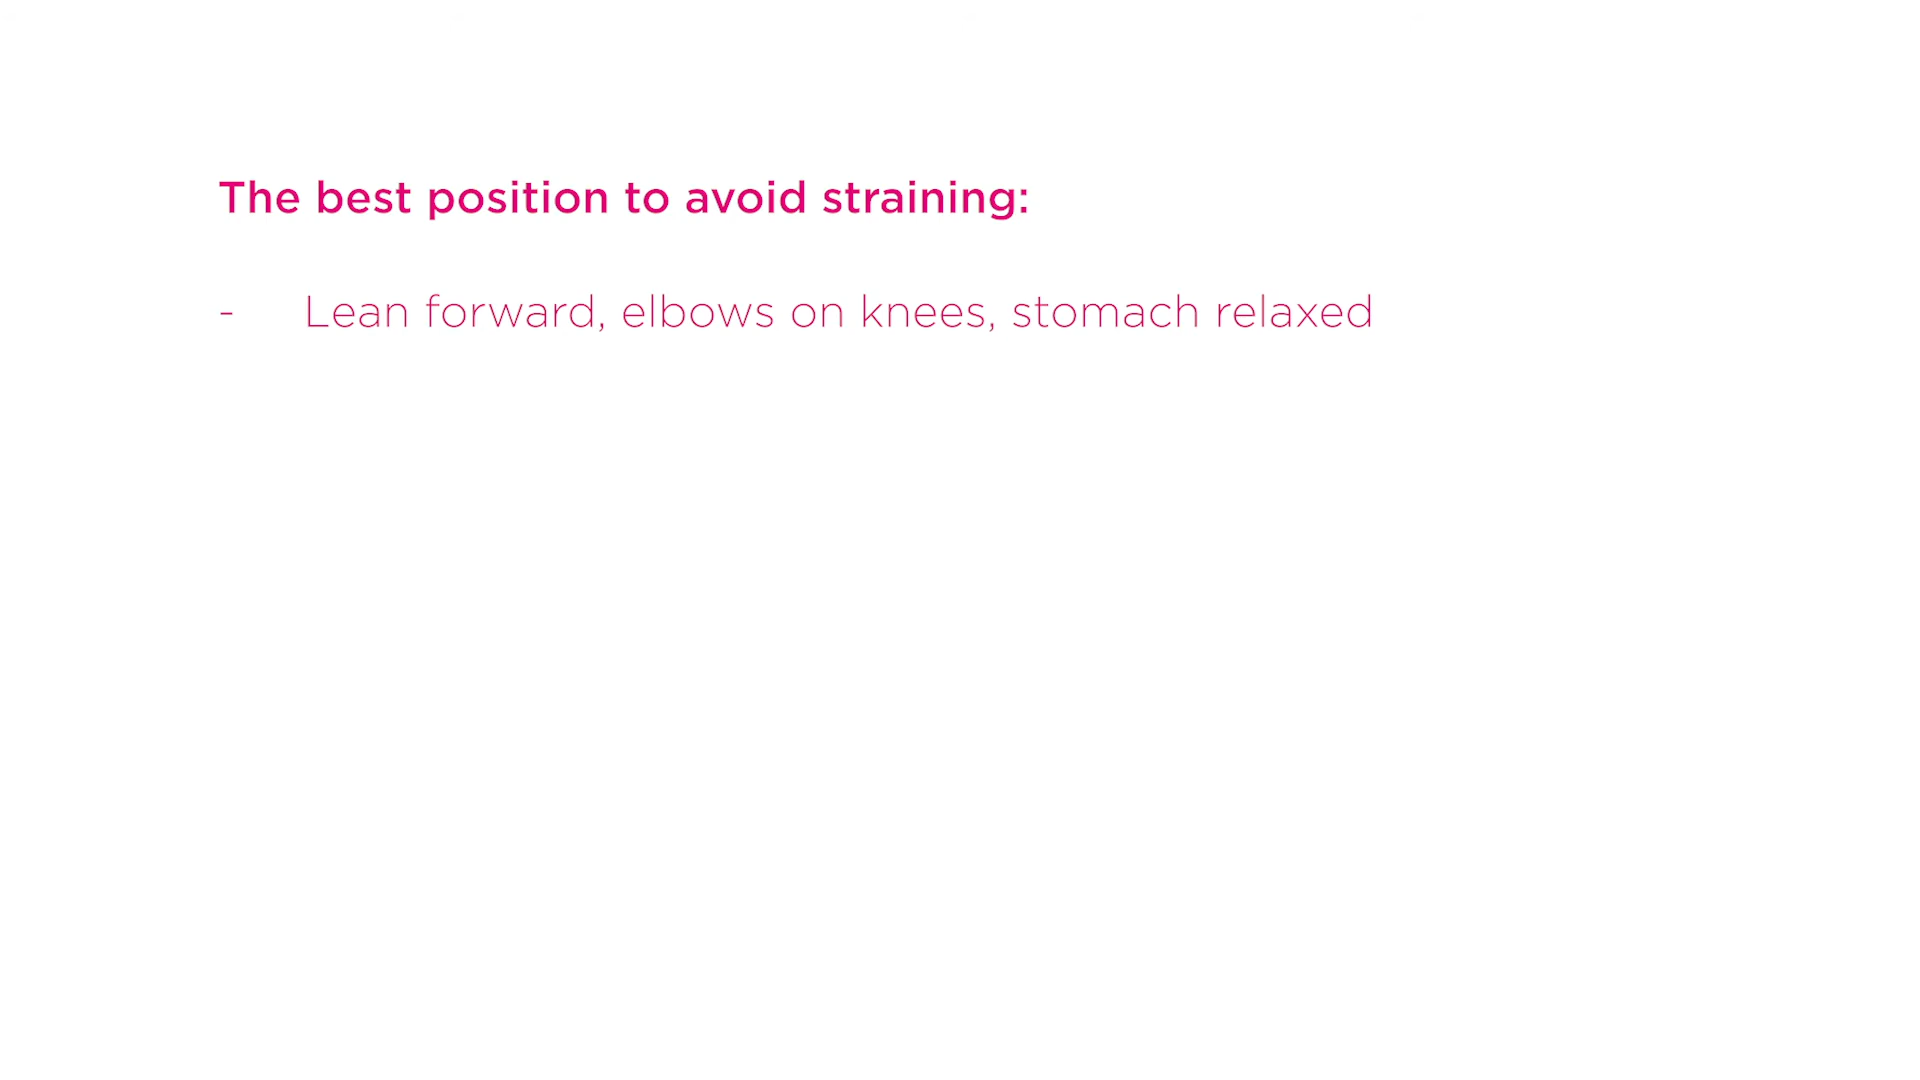 The best position to avoid straining:
- Lean forward, elbows on knees, stomach relaxed